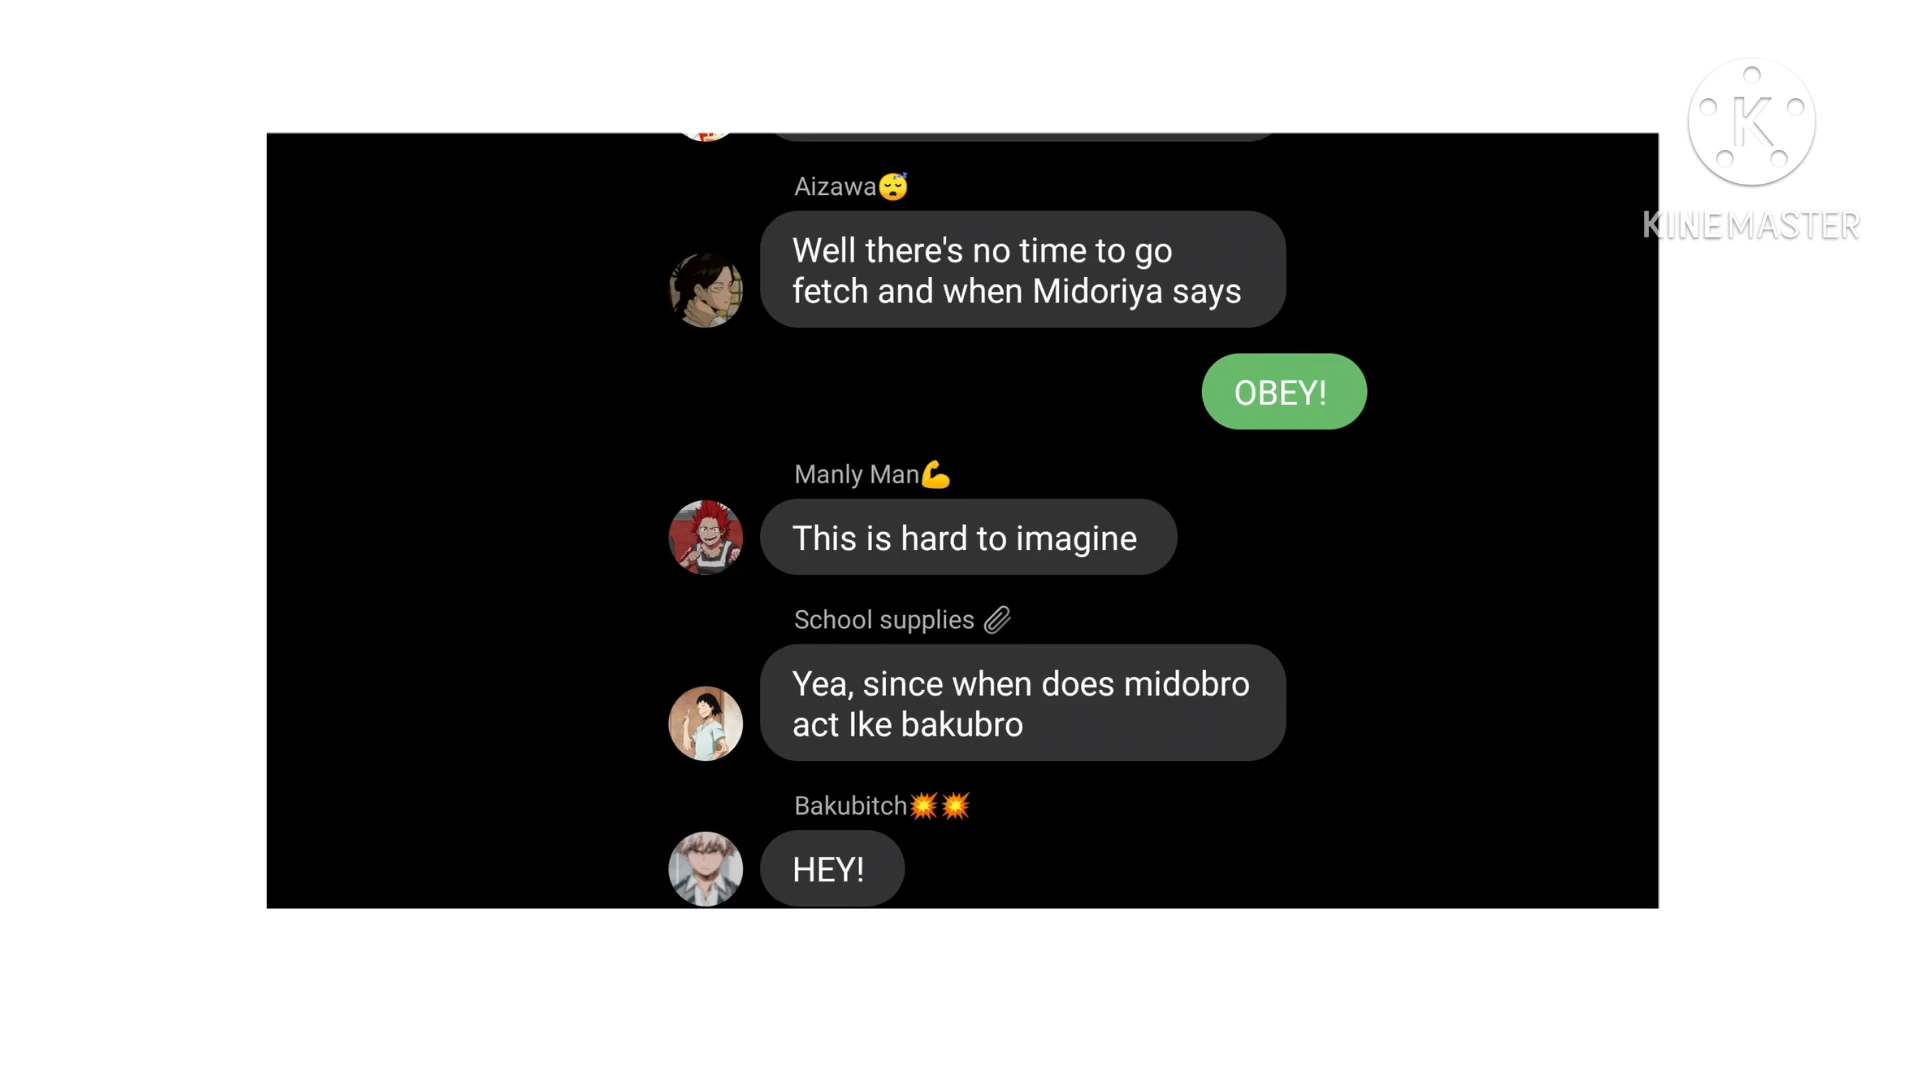 Aizawa😴
Well there's no time to go
fetch and when Midoriya says
OBEY!
Manly Man💪
This is hard to imagine
School supplies 📎
Yea, since when does midobro
act Ike bakubro
Bakubitch💥💥
HEY!
K
KINEMASTER